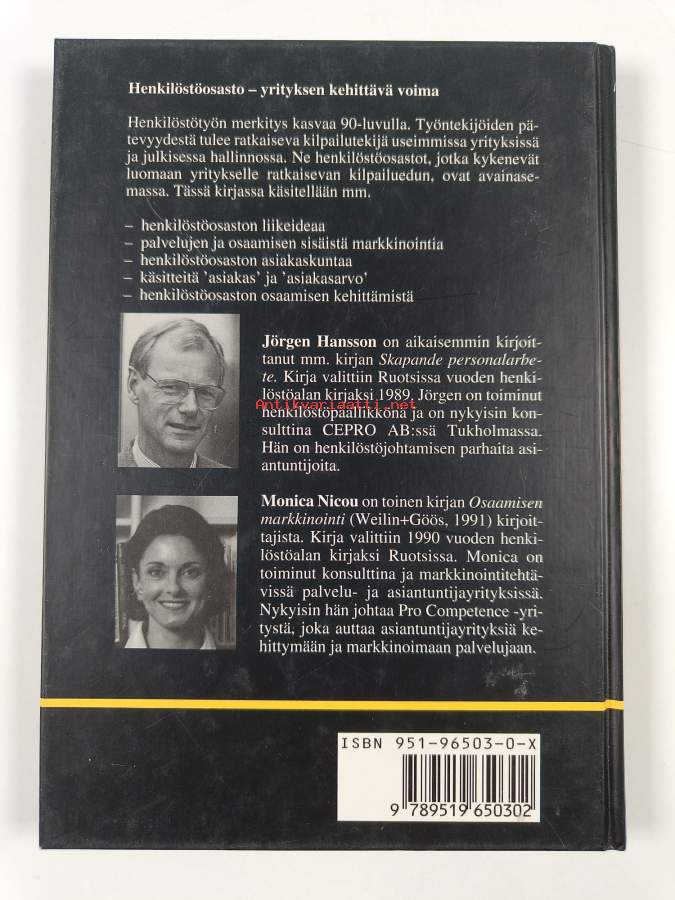 Henkilöstöosasto – yrityksen kehittävä voima
Henkilöstötyön merkitys kasvaa 90-luvulla. Työntekijöiden pä-
tevyydestä tulee ratkaiseva kilpailutekijä useimmissa yrityksissä
ja julkisessa hallinnossa. Ne henkilöstöosastot, jotka kykenevät
luomaan yritykselle ratkaisevan kilpailuedun, ovat avainase-
massa. Tässä kirjassa käsitellään mm.
– henkilöstöosaston liikeideaa
– palvelujen ja osaamisen sisäistä markkinointia
– henkilöstöosaston asiakaskuntaa
– käsitteitä 'asiakas' ja 'asiakasarvo'
– henkilöstöosaston osaamisen kehittämistä
Jörgen Hansson on aikaisemmin kirjoit-
tanut mm. kirjan Skapande personalarbe-
te. Kirja valittiin Ruotsissa vuoden henki-
löstöalan kirjaksi 1989. Jörgen on toiminut
Antikvariaatti.net
henkilöstöpäällikkönä ja on nykyisin kon-
sulttina CEPRO AB:ssä Tukholmassa.
Hän on henkilöstöjohtamisen parhaita asi-
antuntijoita.
Monica Nicou on toinen kirjan Osaamisen
markkinointi (Weilin+Göös, 1991) kirjoit-
tajista. Kirja valittiin 1990 vuoden henki-
löstöalan kirjaksi Ruotsissa. Monica on
toiminut konsulttina ja markkinointitehtä-
vissä palvelu- ja asiantuntijayrityksissä.
Nykyisin hän johtaa Pro Competence -yri-
tystä, joka auttaa asiantuntijayrityksiä ke-
hittymään ja markkinoimaan palvelujaan.
ISBN 951-96503-0-X
9 789519 650302